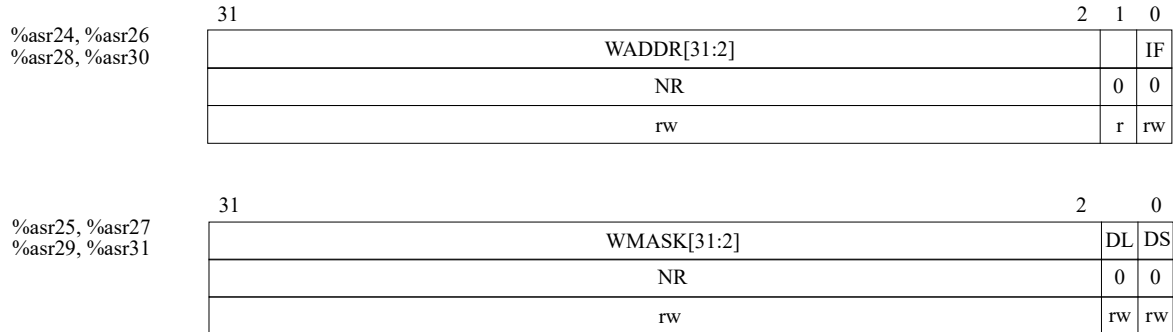 31 2 1 0
%asr24, %asr26
%asr28, %asr30
WADDR[31:2] IF
NR 0 0
rw r rw
31 2 0
%asr25, %asr27
%asr29, %asr31
WMASK[31:2] DL DS
NR 0 0
rw rw rw